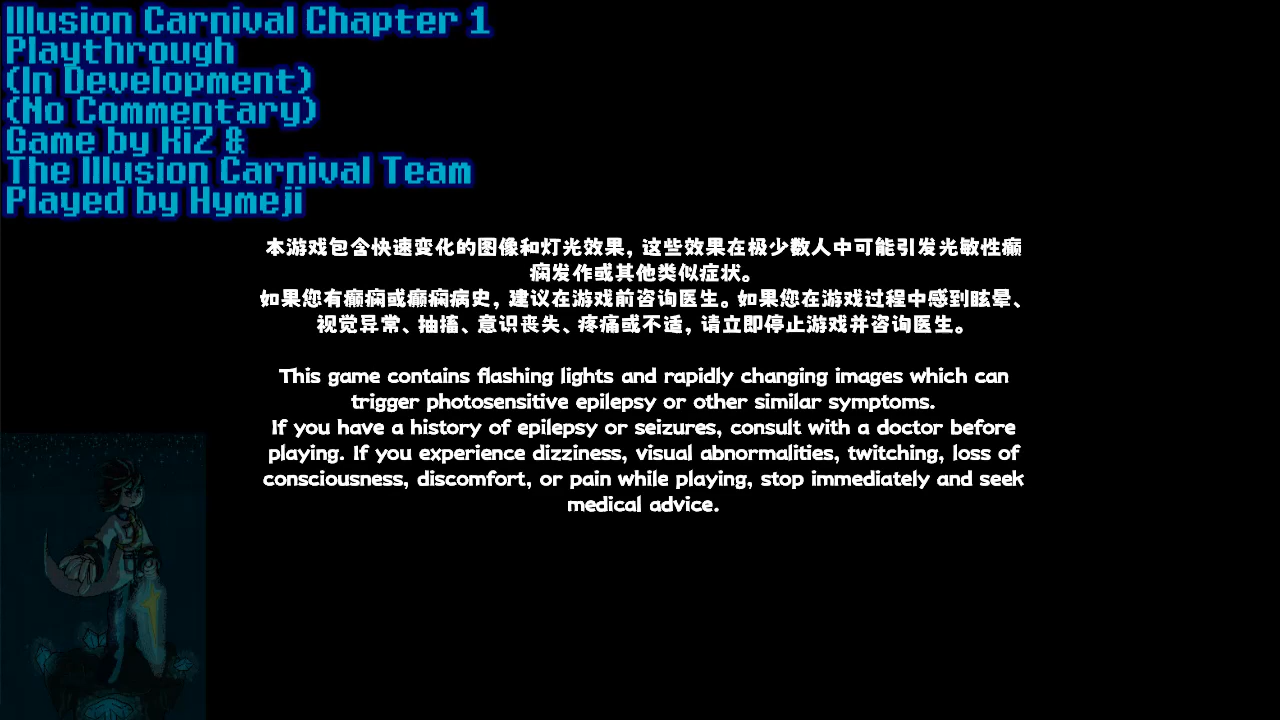 Illusion Carnival Chapter 1
Playthrough
(In Development)
(No Commentary)
Game by KiZ &
The Illusion Carnival Team
Played by Hymeji
本游戏包含快速变化的图像和灯光效果，这些效果在极少数人中可能引发光敏性癫
痫发作或其他类似症状。
如果您有癫痫或癫痫病史，建议在游戏前咨询医生。如果您在游戏过程中感到眩晕、
视觉异常、抽搐、意识丧失、疼痛或不适，请立即停止游戏并咨询医生。
This game contains flashing lights and rapidly changing images which can
trigger photosensitive epilepsy or other similar symptoms.
If you have a history of epilepsy or seizures, consult with a doctor before
playing. If you experience dizziness, visual abnormalities, twitching, loss of
consciousness, discomfort, or pain while playing, stop immediately and seek
medical advice.